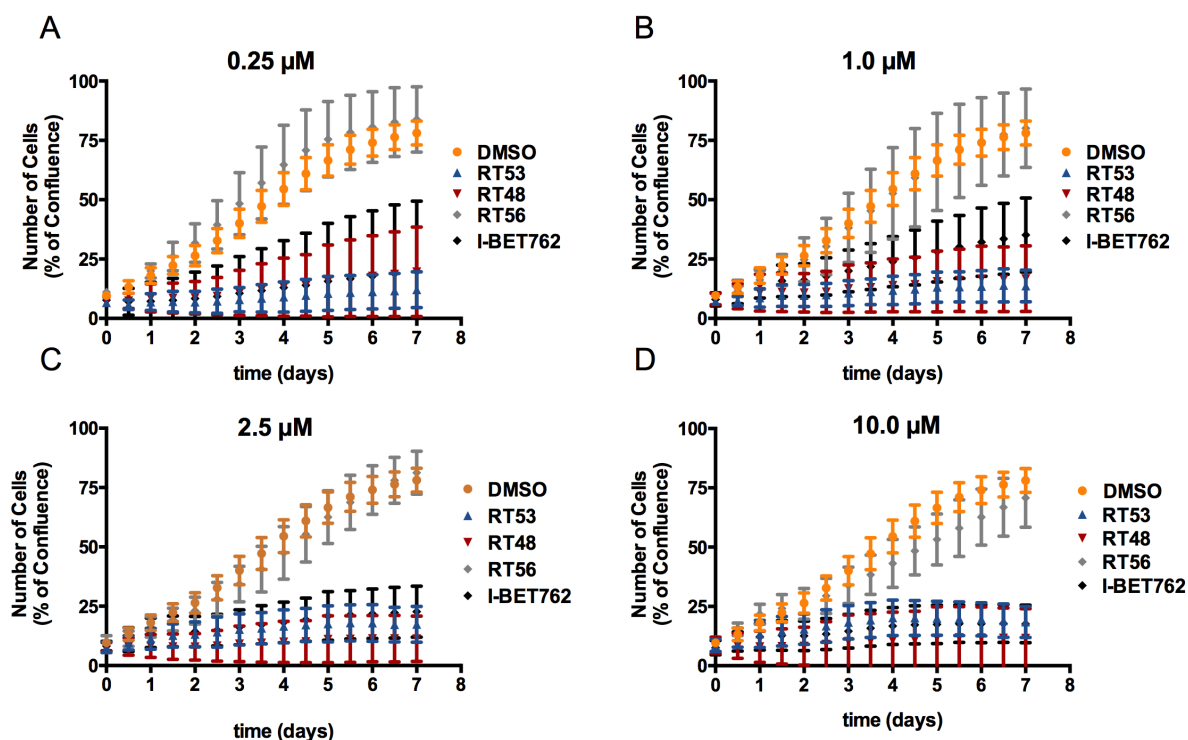 A
0.25 µM
Number of Cells
(% of Confluence)
100
75
50
25
0
0 1 2 3 4 5 6 7 8
time (days)
DMSO
RT53
RT48
RT56
I-BET762
B
1.0 µM
Number of Cells
(% of Confluence)
100
75
50
25
0
0 1 2 3 4 5 6 7 8
time (days)
DMSO
RT53
RT48
RT56
I-BET762
C
2.5 µM
Number of Cells
(% of Confluence)
100
75
50
25
0
0 1 2 3 4 5 6 7 8
time (days)
DMSO
RT53
RT48
RT56
I-BET762
D
10.0 µM
Number of Cells
(% of Confluence)
100
75
50
25
0
0 1 2 3 4 5 6 7 8
time (days)
DMSO
RT53
RT48
RT56
I-BET762